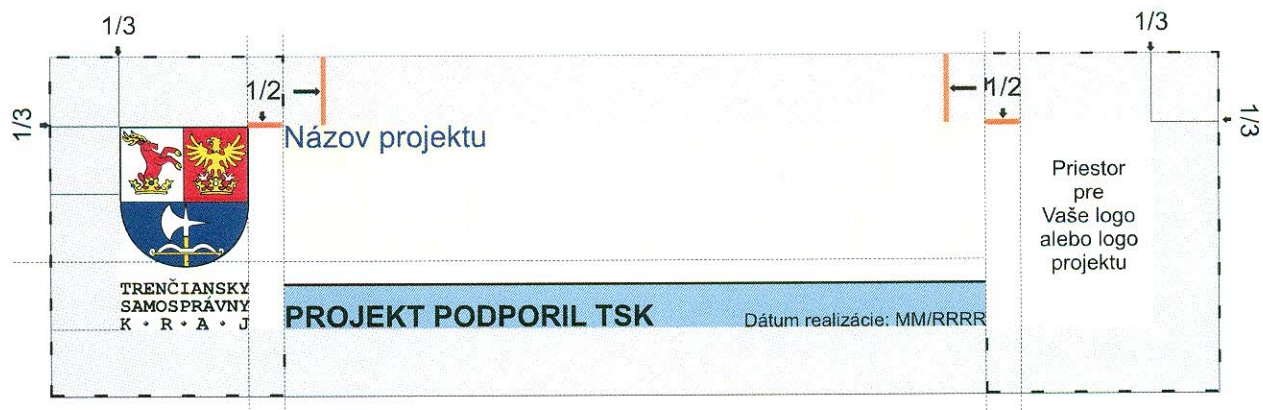 1/3
1/3
1/3
1/2
1/2
1/3
Názov projektu
Priestor
pre
Vaše logo
alebo logo
projektu
TRENČIANSKY
SAMOSPRÁVNY
K · R · A · J
PROJEKT PODPORIL TSK
Dátum realizácie: MM/RRRR